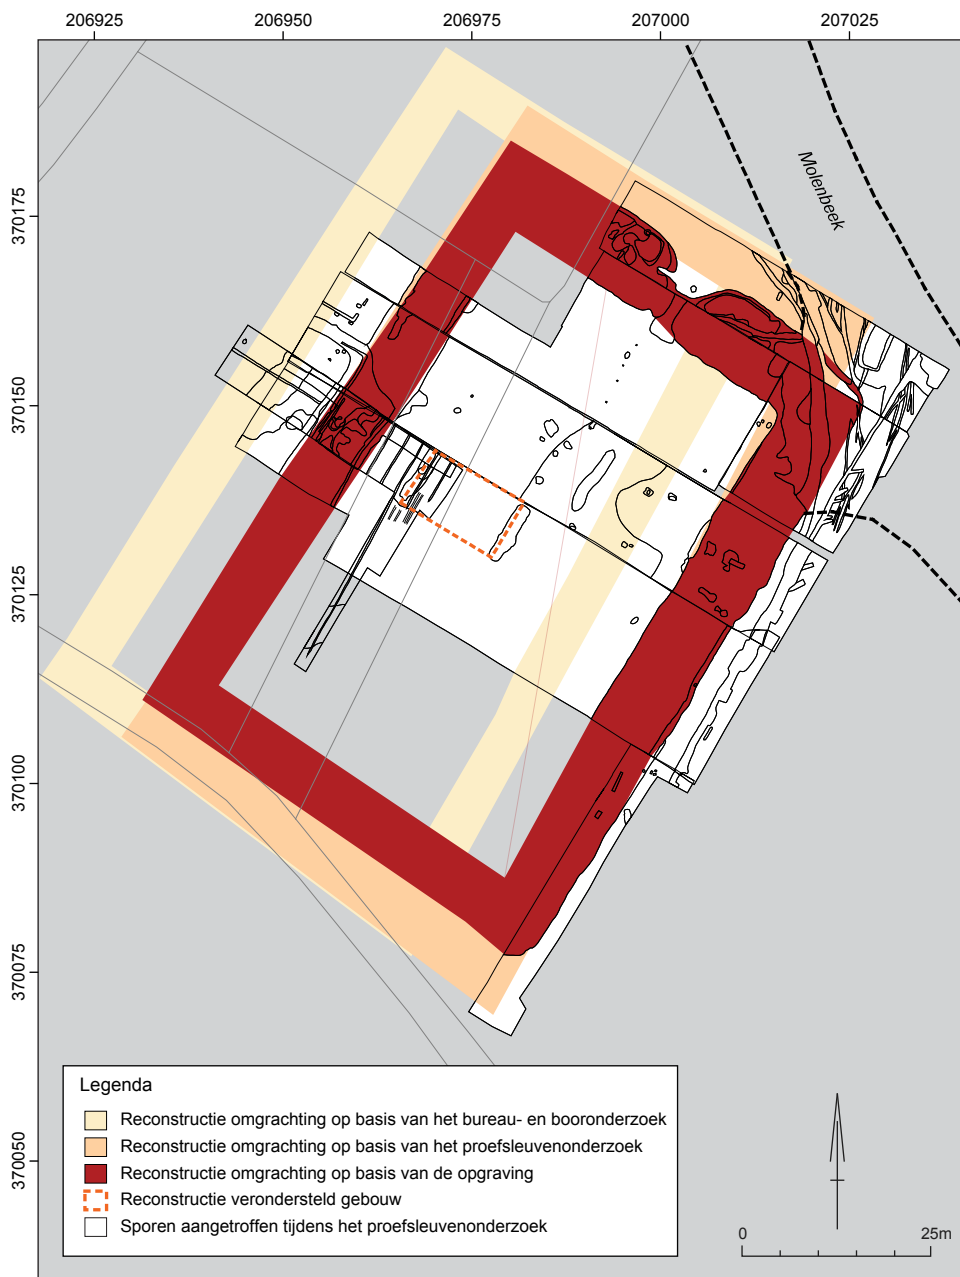 206925 206950 206975 207000 207025
370175
370150
370125
370100
370075
370050
Molenbeek
Legenda
Reconstructie omgrachting op basis van het bureau- en booronderzoek
Reconstructie omgrachting op basis van het proefsleuvenonderzoek
Reconstructie omgrachting op basis van de opgraving
Reconstructie verondersteld gebouw
Sporen aangetroffen tijdens het proefsleuvenonderzoek
0 25m